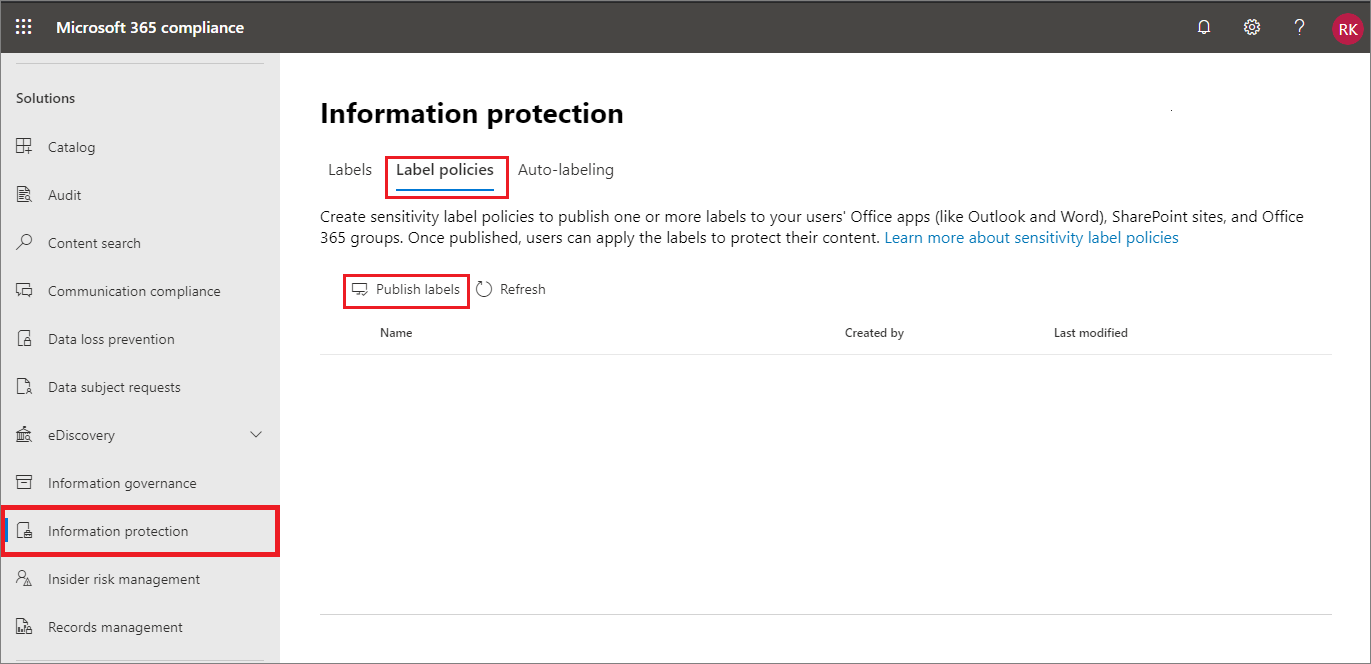 Microsoft 365 compliance
?
RK
Solutions
Catalog
Audit
Content search
Communication compliance
Data loss prevention
Data subject requests
eDiscovery
Information governance
Information protection
Insider risk management
Records management
Information protection
Labels Label policies Auto-labeling
Create sensitivity label policies to publish one or more labels to your users' Office apps (like Outlook and Word), SharePoint sites, and Office
365 groups. Once published, users can apply the labels to protect their content. Learn more about sensitivity label policies
Publish labels Refresh
Name Created by Last modified